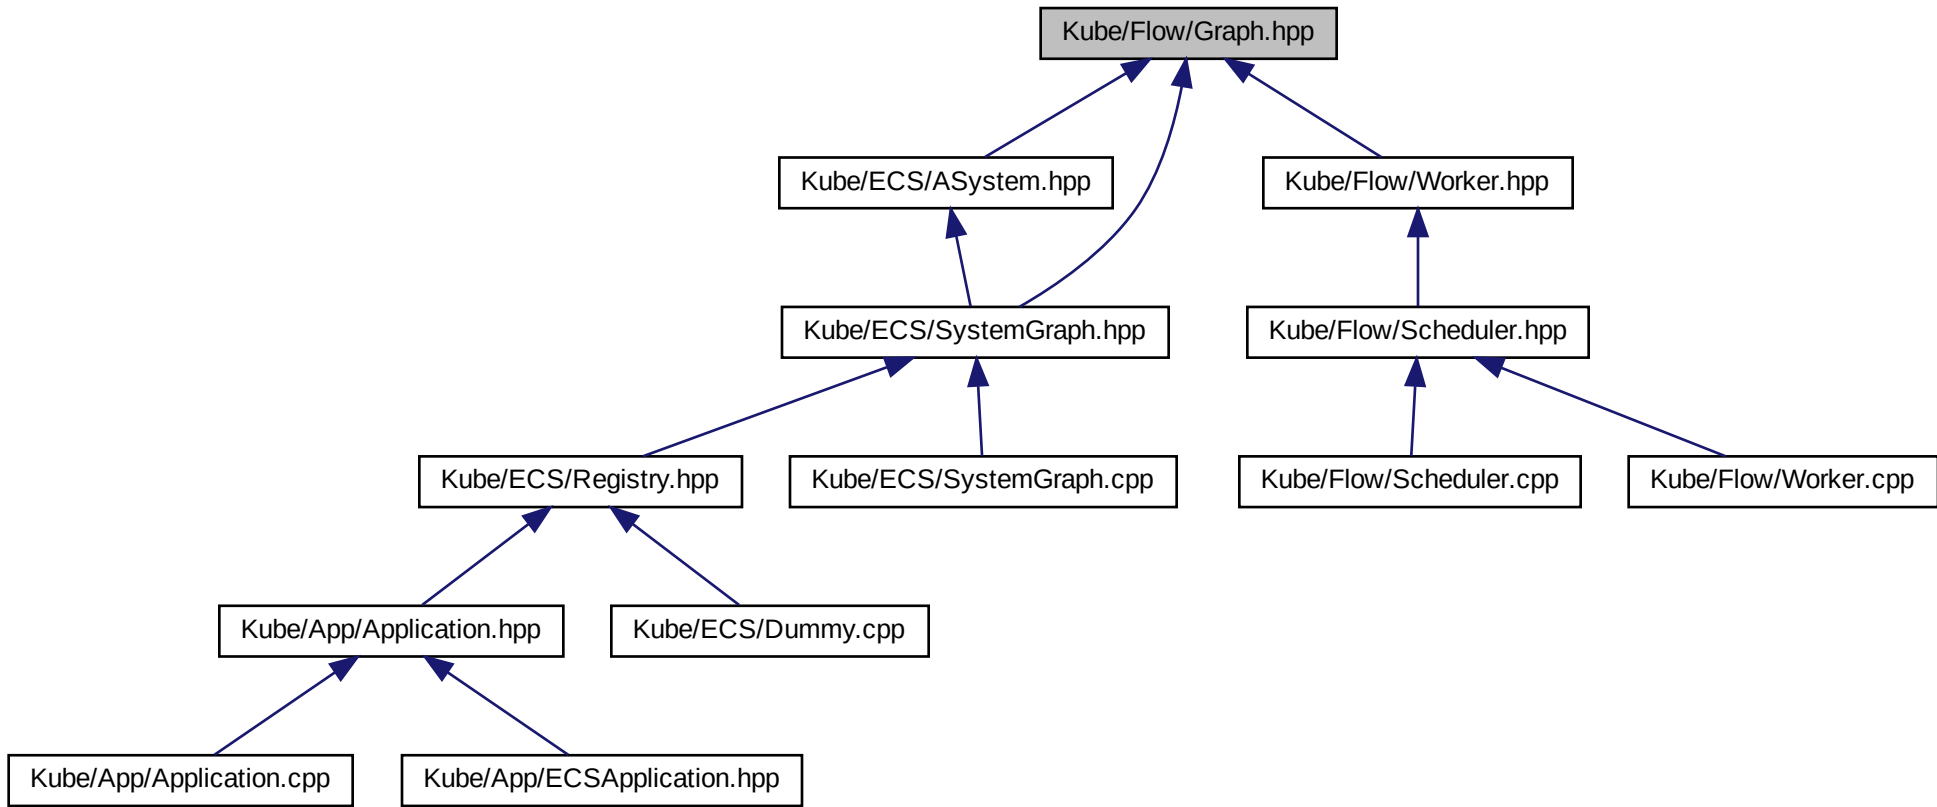 Kube/Flow/Graph.hpp
Kube/ECS/ASystem.hpp
Kube/Flow/Worker.hpp
Kube/ECS/SystemGraph.hpp
Kube/Flow/Scheduler.hpp
Kube/ECS/Registry.hpp
Kube/ECS/SystemGraph.cpp
Kube/Flow/Scheduler.cpp
Kube/Flow/Worker.cpp
Kube/App/Application.hpp
Kube/ECS/Dummy.cpp
Kube/App/Application.cpp
Kube/App/ECSApplication.hpp